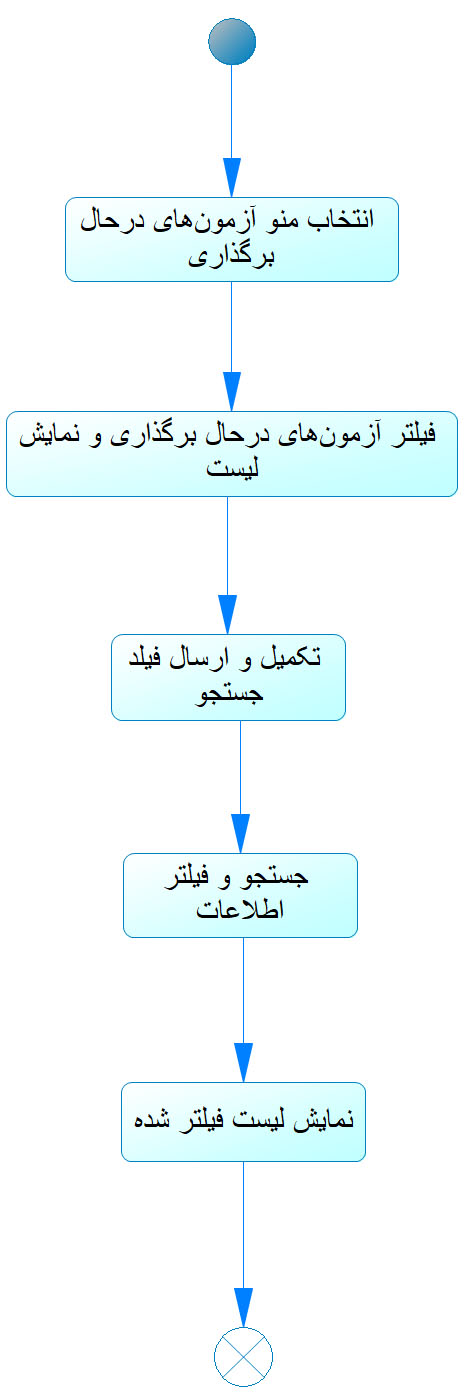 انتخاب منو آزمون‌های درحال
برگذاری
فیلتر آزمون‌های درحال برگذاری و نمایش
لیست
تکمیل و ارسال فیلد
جستجو
جستجو و فیلتر
اطلاعات
نمایش لیست فیلتر شده